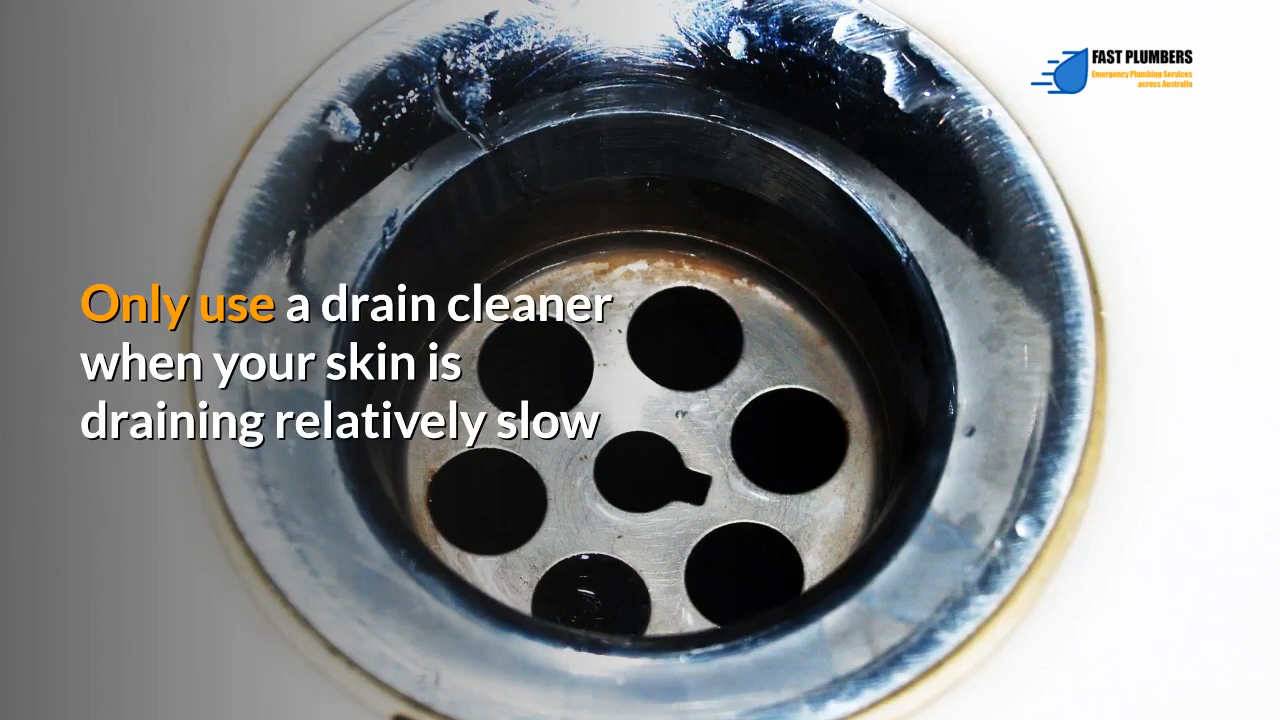 FAST PLUMBERS
Emergency Plumbing Services
across Australia
Only use a drain cleaner
when your skin is
draining relatively slow